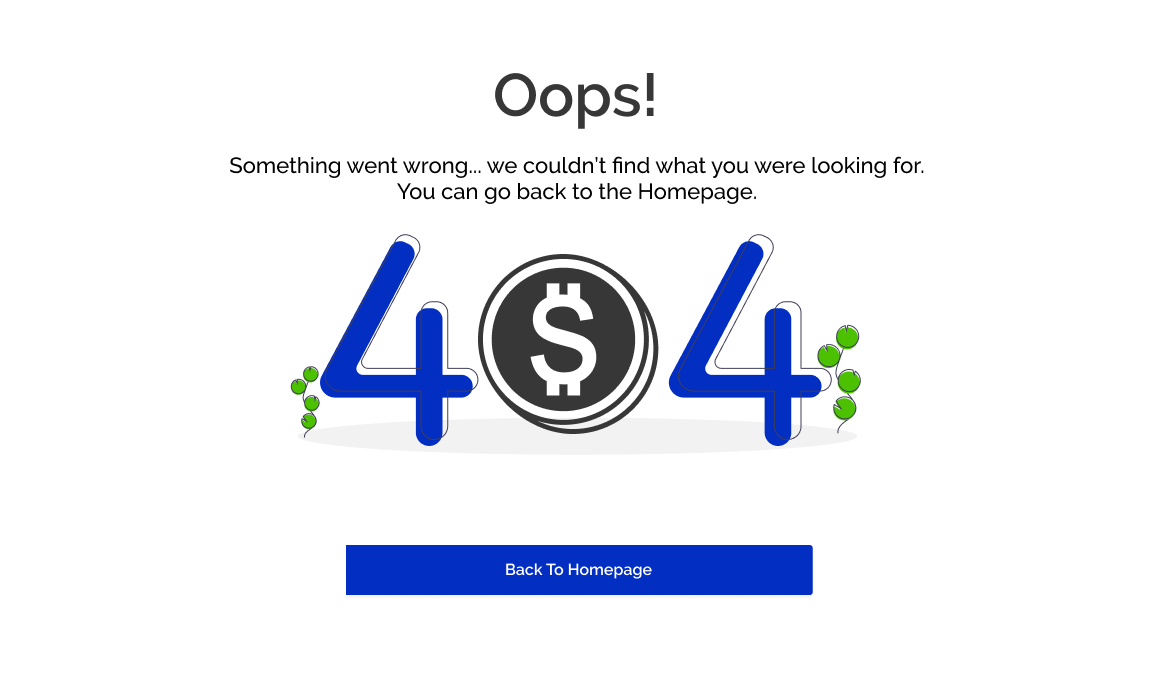 Oops!
Something went wrong... we couldn’t find what you were looking for.
You can go back to the Homepage.
4$4
Back To Homepage